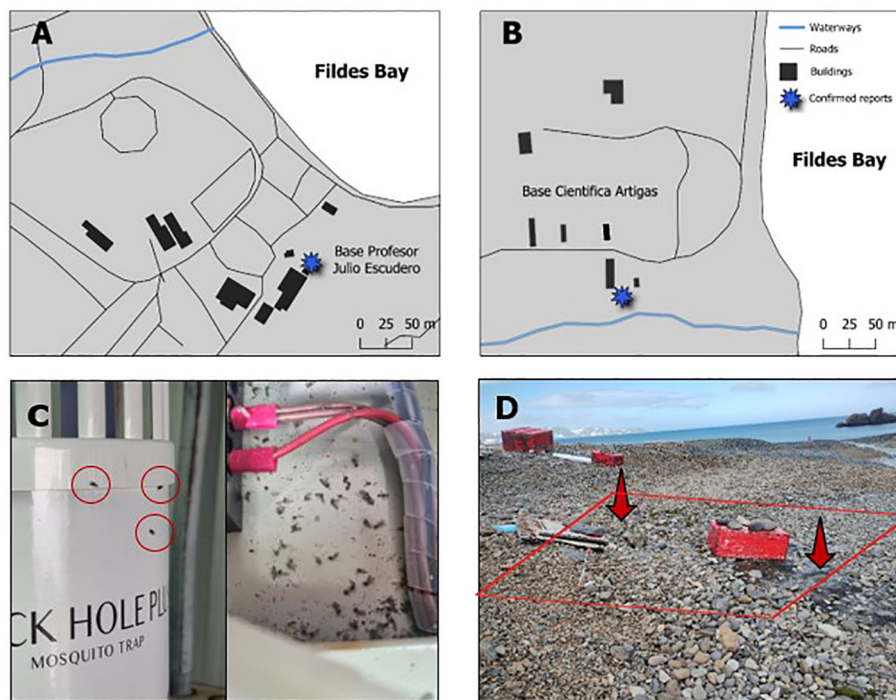 A
Fildes Bay
Base Profesor
Julio Escudero
0 25 50 m
B
Waterways
Roads
Buildings
Confirmed reports
Fildes Bay
Base Científica Artigas
0 25 50 m
C
CK HOLE PLU
MOSQUITO TRAP
D